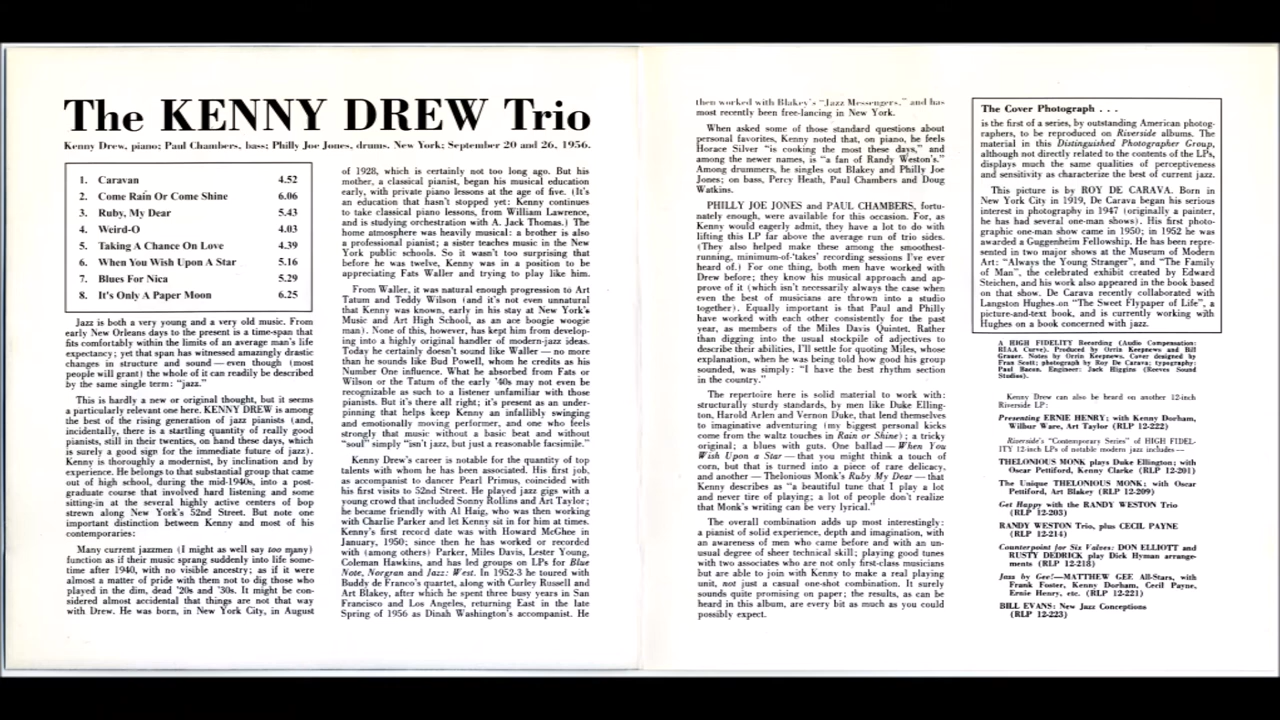 The KENNY DREW Trio
Kenny Drew, piano; Paul Chambers, bass; Philly Joe Jones, drums. New York; September 20 and 26, 1956.
1. Caravan 4.52
2. Come Rain Or Come Shine 6.06
3. Ruby, My Dear 5.43
4. Weird-O 4.03
5. Taking A Chance On Love 4.39
6. When You Wish Upon A Star 5.16
7. Blues For Nica 5.29
8. It's Only A Paper Moon 6.25
Jazz is both a very young and a very old music. From
early New Orleans days to the present is a time-span that
fits comfortably within the limits of an average man's life
expectancy; yet that span has witnessed amazingly drastic
changes in structure and sound — even though (most
people will grant) the whole of it can readily be described
by the same single term: "jazz."
This is hardly a new or original thought, but it seems
a particularly relevant one here. KENNY DREW is among
the best of the rising generation of jazz pianists (and,
incidentally, there is a startling quantity of really good
pianists, still in their twenties, on hand these days, which
is surely a good sign for the immediate future of jazz).
Kenny is thoroughly a modernist, by inclination and by
experience. He belongs to that substantial group that came
out of high school, during the mid-1940s, into a post-
graduate course that involved hard listening and some
sitting-in at the several highly active centers of bop
strewn along New York's 52nd Street. But note one
important distinction between Kenny and most of his
contemporaries:
Many current jazzmen (I might as well say too many)
function as if their music sprang suddenly into life some-
time after 1940, with no visible ancestry; as if it were
almost a matter of pride with them not to dig those who
played in the dim, dead '20s and '30s. It might be con-
sidered almost accidental that things are not that way
with Drew. He was born, in New York City, in August
of 1928, which is certainly not too long ago. But his
mother, a classical pianist, began his musical education
early, with private piano lessons at the age of five. (It's
an education that hasn't stopped yet: Kenny continues
to take classical piano lessons, from William Lawrence,
and is studying orchestration with A. Jack Thomas.) The
home atmosphere was heavily musical: a brother is also
a professional pianist; a sister teaches music in the New
York public schools. So it wasn't too surprising that
before he was twelve, Kenny was in a position to be
appreciating Fats Waller and trying to play like him.
From Waller, it was natural enough progression to Art
Tatum and Teddy Wilson (and it's not even unnatural
that Kenny was known, early in his stay at New York's
Music and Art High School, as an ace boogie woogie
man). None of this, however, has kept him from develop-
ing into a highly original handler of modern-jazz ideas.
Today he certainly doesn't sound like Waller — no more
than he sounds like Bud Powell, whom he credits as his
Number One influence. What he absorbed from Fats or
Wilson or the Tatum of the early '40s may not even be
recognizable as such to a listener unfamiliar with those
pianists. But it's there all right; it's present as an under-
pinning that helps keep Kenny an infallibly swinging
and emotionally moving performer, and one who feels
strongly that music without a basic beat and without
"soul" simply "isn't jazz, but just a reasonable facsimile."
Kenny Drew's career is notable for the quantity of top
talents with whom he has been associated. His first job,
as accompanist to dancer Pearl Primus, coincided with
his first visits to 52nd Street. He played jazz gigs with a
young crowd that included Sonny Rollins and Art Taylor;
he became friendly with Al Haig, who was then working
with Charlie Parker and let Kenny sit in for him at times.
Kenny's first record date was with Howard McGhee in
January, 1950; since then he has worked or recorded
with (among others) Parker, Miles Davis, Lester Young,
Coleman Hawkins, and has led groups on LPs for Blue
Note, Norgran and Jazz: West. In 1952-3 he toured with
Buddy de Franco's quartet, along with Curley Russell and
Art Blakey, after which he spent three busy years in San
Francisco and Los Angeles, returning East in the late
Spring of 1956 as Dinah Washington's accompanist. He
then worked with Blakey's "Jazz Messengers," and has
most recently been free-lancing in New York.
When asked some of those standard questions about
personal favorites, Kenny noted that, on piano, he feels
Horace Silver "is cooking the most these days," and
among the newer names, is "a fan of Randy Weston's."
Among drummers, he singles out Blakey and Philly Joe
Jones; on bass, Percy Heath, Paul Chambers and Doug
Watkins.
PHILLY JOE JONES and PAUL CHAMBERS, fortu-
nately enough, were available for this occasion. For, as
Kenny would eagerly admit, they have a lot to do with
lifting this LP far above the average run of trio sides.
(They also helped make these among the smoothest-
running, minimum-of-'takes' recording sessions I've ever
heard of.) For one thing, both men have worked with
Drew before; they know his musical approach and ap-
prove of it (which isn't necessarily always the case when
even the best of musicians are thrown into a studio
together). Equally important is that Paul and Philly
have worked with each other consistently for the past
year, as members of the Miles Davis Quintet. Rather
than digging into the usual stockpile of adjectives to
describe their abilities, I'll settle for quoting Miles, whose
explanation, when he was being told how good his group
sounded, was simply: "I have the best rhythm section
in the country."
The repertoire here is solid material to work with:
structurally sturdy standards, by men like Duke Elling-
ton, Harold Arlen and Vernon Duke, that lend themselves
to imaginative adventuring (my biggest personal kicks
come from the waltz touches in Rain or Shine); a tricky
original; a blues with guts. One ballad — When You
Wish Upon a Star — that you might think a touch of
corn, but that is turned into a piece of rare delicacy,
and another — Thelonious Monk's Ruby My Dear — that
Kenny describes as "a beautiful tune that I play a lot
and never tire of playing; a lot of people don't realize
that Monk's writing can be very lyrical."
The overall combination adds up most interestingly:
a pianist of solid experience, depth and imagination, with
an awareness of men who came before and with an un-
usual degree of sheer technical skill; playing good tunes
with two associates who are not only first-class musicians
but are able to join with Kenny to make a real playing
unit, not just a casual one-shot combination. It surely
sounds quite promising on paper; the results, as can be
heard in this album, are every bit as much as you could
possibly expect.
The Cover Photograph . . .
is the first of a series, by outstanding American photog-
raphers, to be reproduced on Riverside albums. The
material in this Distinguished Photographer Group,
although not directly related to the contents of the LPs,
displays much the same qualities of perceptiveness
and sensitivity as characterize the best of current jazz.
This picture is by ROY DE CARAVA. Born in
New York City in 1919, De Carava began his serious
interest in photography in 1947 (originally a painter,
he has had several one-man shows). His first photo-
graphic one-man show came in 1950; in 1952 he was
awarded a Guggenheim Fellowship. He has been repre-
sented in two major shows at the Museum of Modern
Art: "Always the Young Stranger", and "The Family
of Man", the celebrated exhibit created by Edward
Steichen, and his work also appeared in the book based
on that show. De Carava recently collaborated with
Langston Hughes on "The Sweet Flypaper of Life", a
picture-and-text book, and is currently working with
Hughes on a book concerned with jazz.
A HIGH FIDELITY Recording (Audio Compensation:
RIAA Curve). Produced by Orrin Keepnews and Bill
Grauer. Notes by Orrin Keepnews. Cover designed by
Fran Scott; photograph by Roy De Carava; typography:
Paul Bacon. Engineer: Jack Higgins (Reeves Sound
Studios).
Kenny Drew can also be heard on another 12-inch
Riverside LP:
Presenting ERNIE HENRY; with Kenny Dorham,
Wilbur Ware, Art Taylor (RLP 12-222)
Riverside's "Contemporary Series" of HIGH FIDEL-
ITY 12-inch LPs of notable modern jazz includes—
THELONIOUS MONK plays Duke Ellington; with
Oscar Pettiford, Kenny Clarke (RLP 12-201)
The Unique THELONIOUS MONK; with Oscar
Pettiford, Art Blakey (RLP 12-209)
Get Happy with the RANDY WESTON Trio
(RLP 12-203)
RANDY WESTON Trio, plus CECIL PAYNE
(RLP 12-214)
Counterpoint for Six Valves: DON ELLIOTT and
RUSTY DEDRICK play Dick Hyman arrange-
ments (RLP 12-218)
Jazz by Gee!—MATTHEW GEE All-Stars, with
Frank Foster, Kenny Dorham, Cecil Payne,
Ernie Henry, etc. (RLP 12-221)
BILL EVANS: New Jazz Conceptions
(RLP 12-223)